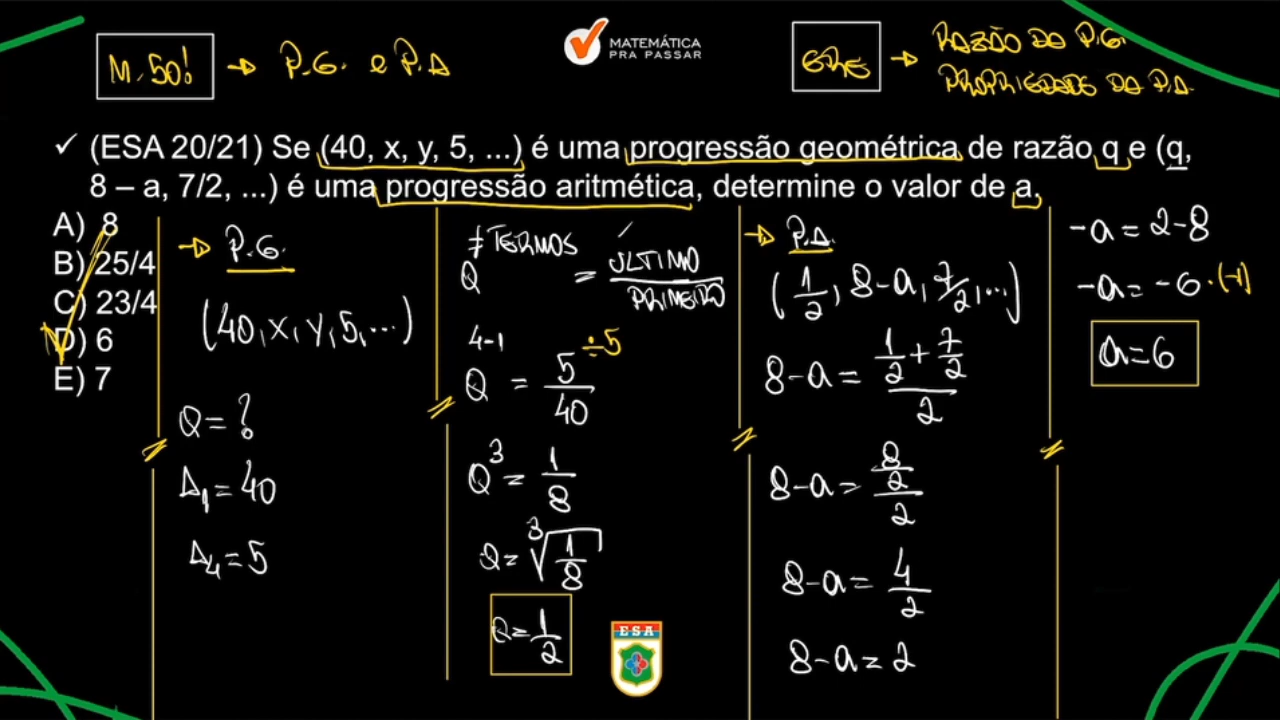 M.50! → P.G. e P.A
MATEMÁTICA
PRA PASSAR
→ RAZÃO DA P.G.
PROPRIEDADE DA P.A.
✓ (ESA 20/21) Se (40, x, y, 5, ...) é uma progressão geométrica de razão q e (q,
8 – a, 7/2, ...) é uma progressão aritmética, determine o valor de a.
A) 8
B) 25/4
C) 23/4
D) 6
E) 7
→ P.G.
(40, x, y, 5, ...)
Q = ?
A₁ = 40
A₄ = 5
Q^(≠ TERMOS) = ÚLTIMO/PRIMEIRO
Q⁴⁻¹ = 5/40 ÷5
Q³ = 1/8
Q = ∛(1/8)
Q = 1/2
ESA
→ P.A.
(1/2, 8-a, 7/2, ...)
8-a = (1/2 + 7/2)/2
8-a = (8/2)/2
8-a = 4/2
8-a = 2
-a = 2-8
-a = -6 ·(-1)
a=6